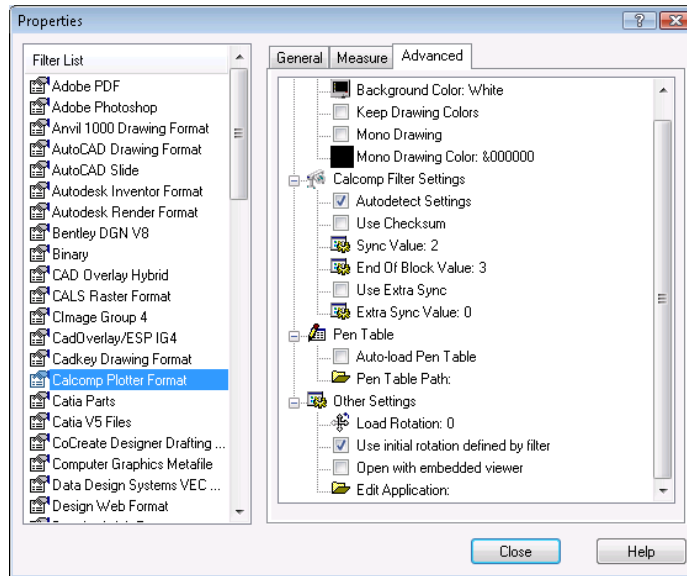 Properties
Filter List
Adobe PDF
Adobe Photoshop
Anvil 1000 Drawing Format
AutoCAD Drawing Format
AutoCAD Slide
Autodesk Inventor Format
Autodesk Render Format
Bentley DGN V8
Binary
CAD Overlay Hybrid
CALS Raster Format
CImage Group 4
CadOverlay/ESP IG4
Cadkey Drawing Format
Calcomp Plotter Format
Catia Parts
Catia V5 Files
CoCreate Designer Drafting ...
Computer Graphics Metafile
Data Design Systems VEC ...
Design Web Format
General Measure Advanced
Background Color: White
Keep Drawing Colors
Mono Drawing
Mono Drawing Color: &000000
Calcomp Filter Settings
Autodetect Settings
Use Checksum
Sync Value: 2
End Of Block Value: 3
Use Extra Sync
Extra Sync Value: 0
Pen Table
Auto-load Pen Table
Pen Table Path:
Other Settings
Load Rotation: 0
Use initial rotation defined by filter
Open with embedded viewer
Edit Application:
Close Help